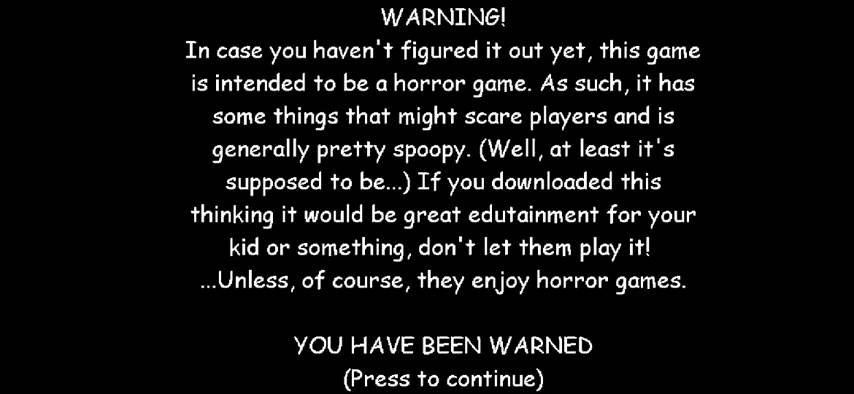 WARNING!
In case you haven't figured it out yet, this game
is intended to be a horror game. As such, it has
some things that might scare players and is
generally pretty spoopy. (Well, at least it's
supposed to be...) If you downloaded this
thinking it would be great edutainment for your
kid or something, don't let them play it!
...Unless, of course, they enjoy horror games.
YOU HAVE BEEN WARNED
(Press to continue)